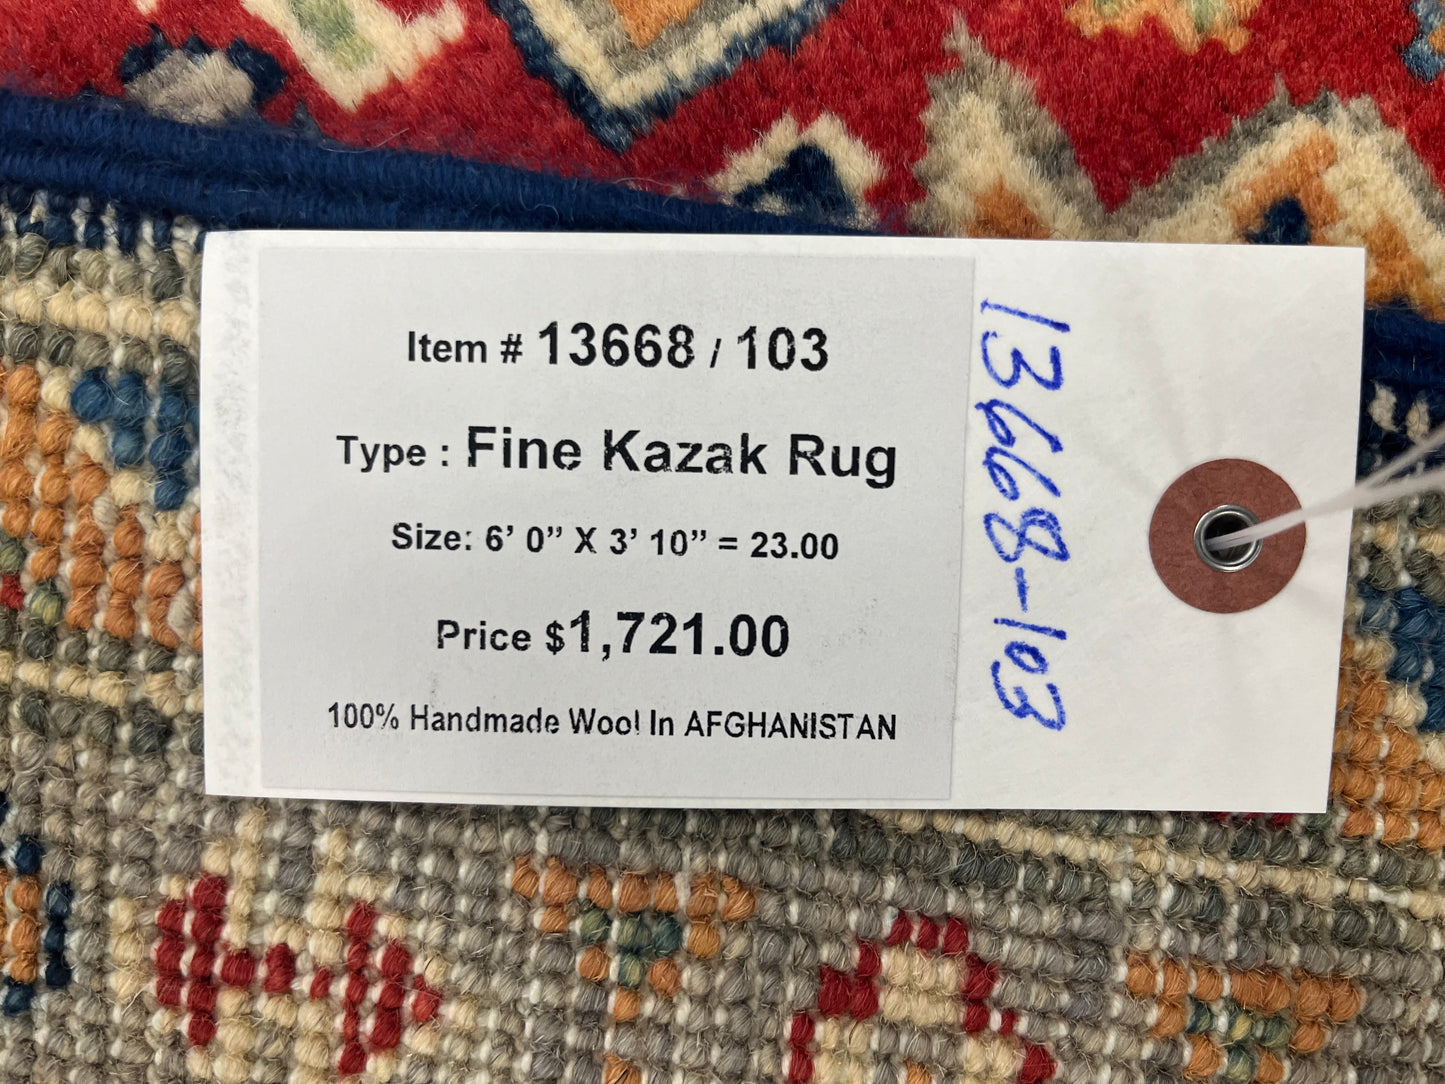 Item # 13668 / 103
Type : Fine Kazak Rug
Size: 6’ 0” X 3’ 10” = 23.00
Price $1,721.00
100% Handmade Wool In AFGHANISTAN
13668-103